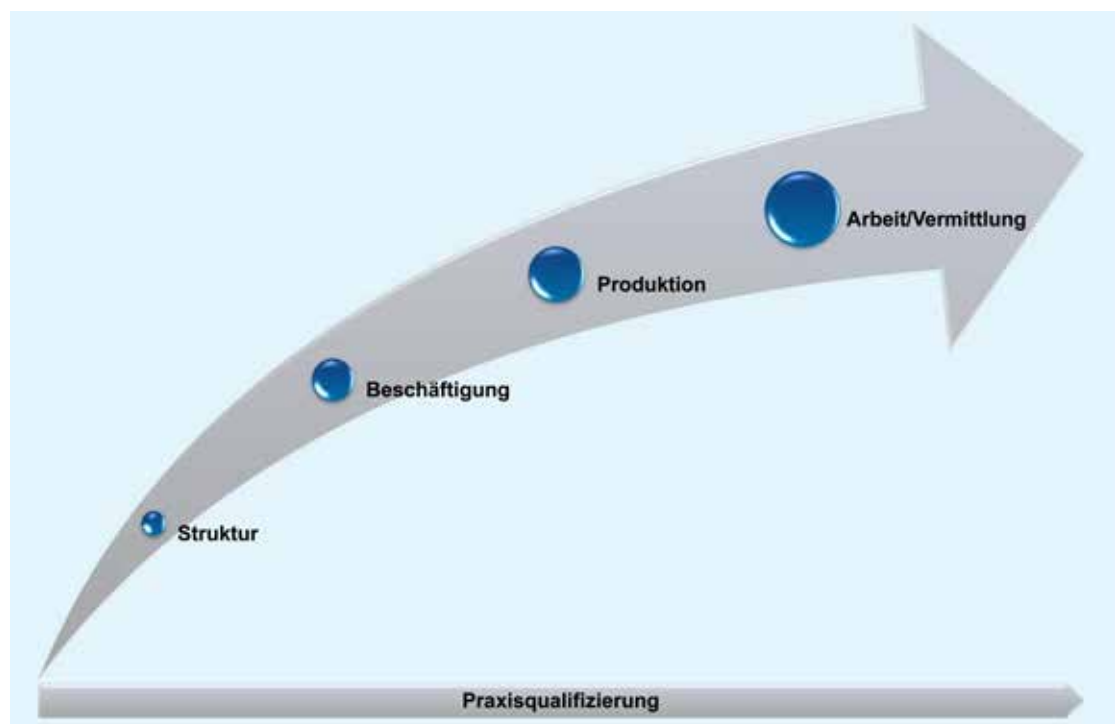 Arbeit/Vermittlung
Produktion
Beschäftigung
Struktur
Praxisqualifizierung